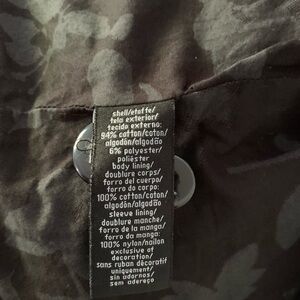 shell/etoffe/
tela exterior/
tecido externo:
94% cotton/coton/
algodón/algodão
6% polyester/
poliéster
body lining/
doublure corps/
forro del cuerpo/
forro do corpo:
100% cotton/coton/
algodón/algodão
sleeve lining/
doublure manche/
forro de la manga/
forro da manga:
100% nylon/nailon
exclusive of
decoration/
sans ruban décoratif
uniquement/
sin adornos/
sem adereço